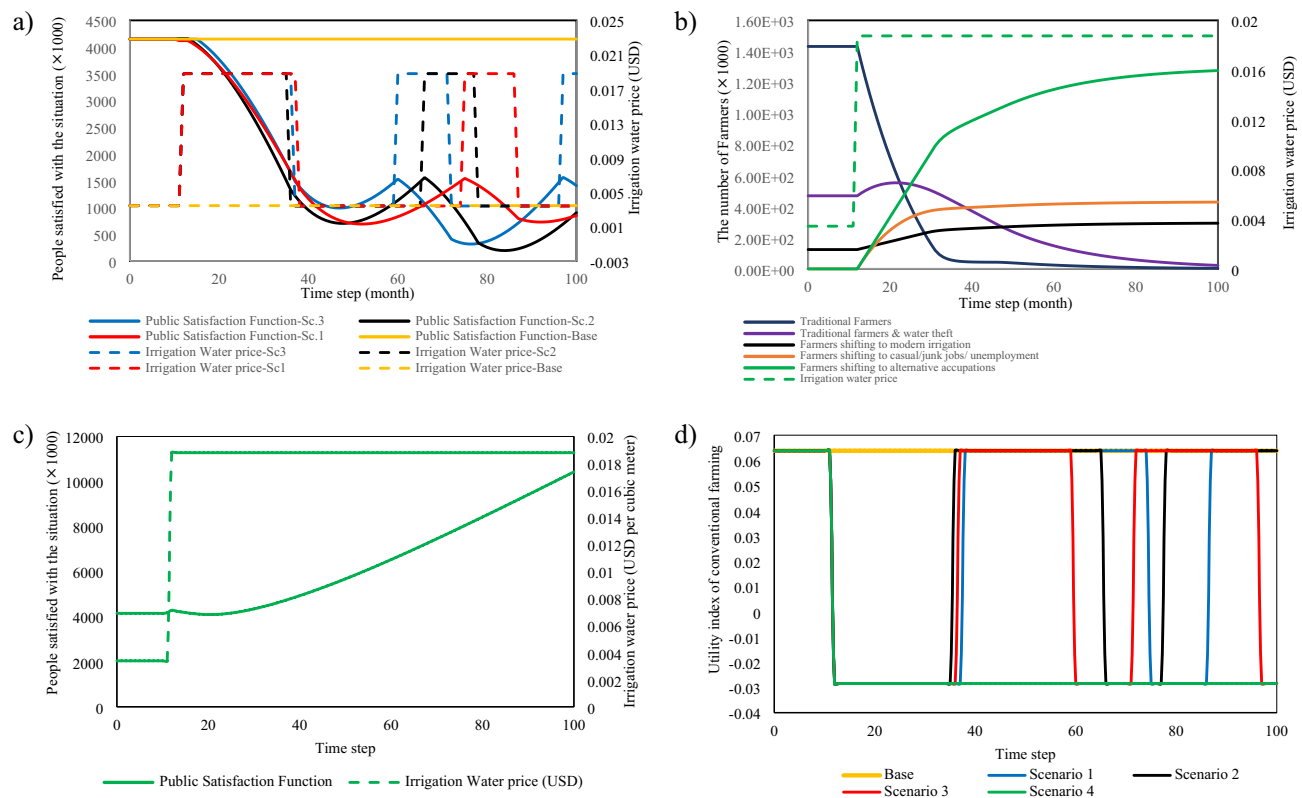 a)
People satisfied with the situation (×1000)
4500
4000
3500
3000
2500
2000
1500
1000
500
0
0.025
0.021
0.017
0.013
0.009
0.005
0.001
-0.003
Irrigation water price (USD)
0 20 40 60 80 100
Time step (month)
Public Satisfaction Function-Sc.3
Public Satisfaction Function-Sc.2
Public Satisfaction Function-Sc.1
Public Satisfaction Function-Base
Irrigation Water price-Sc3
Irrigation Water price-Sc2
Irrigation Water price-Sc1
Irrigation Water price-Base
b)
The number of Farmers (×1000)
1.60E+03
1.40E+03
1.20E+03
1.00E+03
8.00E+02
6.00E+02
4.00E+02
2.00E+02
0.00E+00
0.02
0.016
0.012
0.008
0.004
0
Irrigation water price (USD)
0 20 40 60 80 100
Time step (month)
Traditional Farmers
Traditional farmers & water theft
Farmers shifting to modern irrigation
Farmers shifting to casual/junk jobs/ unemployment
Farmers shifting to alternative accupations
Irrigation water price
c)
People satisfied with the situation (×1000)
12000
10000
8000
6000
4000
2000
0
0.02
0.018
0.016
0.014
0.012
0.01
0.008
0.006
0.004
0.002
0
Irrigation water price (USD per cubic meter)
0 20 40 60 80 100
Time step
Public Satisfaction Function
Irrigation Water price (USD)
d)
Utility index of conventional farming
0.07
0.06
0.05
0.04
0.03
0.02
0.01
0
-0.01
-0.02
-0.03
-0.04
0 20 40 60 80 100
Time step
Base
Scenario 1
Scenario 2
Scenario 3
Scenario 4